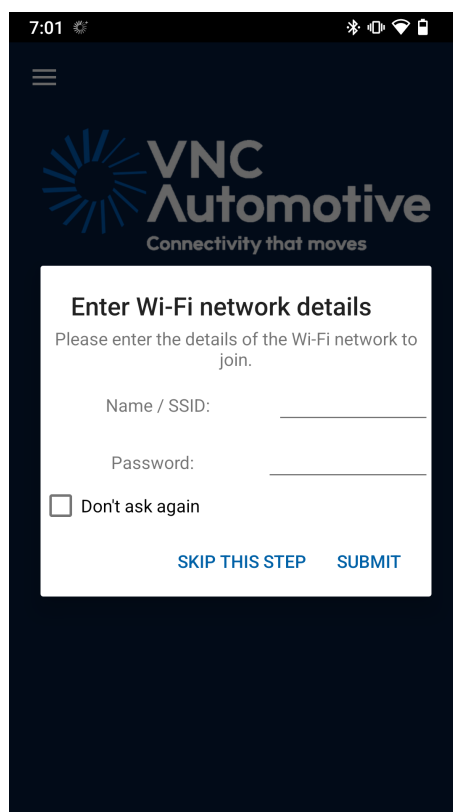 7:01
VNC
Automotive
Connectivity that moves
Enter Wi-Fi network details
Please enter the details of the Wi-Fi network to
join.
Name / SSID:
Password:
Don't ask again
SKIP THIS STEP SUBMIT